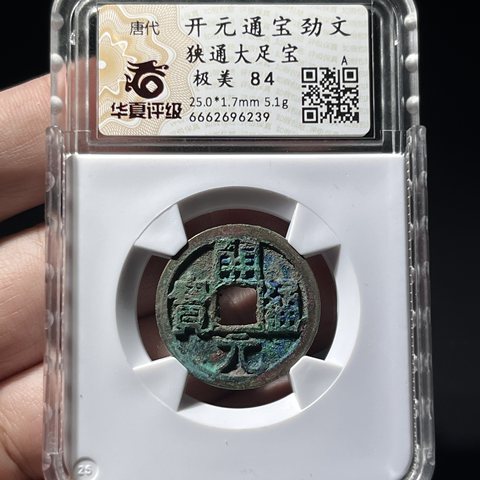 唐代
开元通宝劲文
狭通大足宝
极美 84
A
华夏评级
25.0*1.7mm 5.1g
6662696239
開
寳 通
元
25